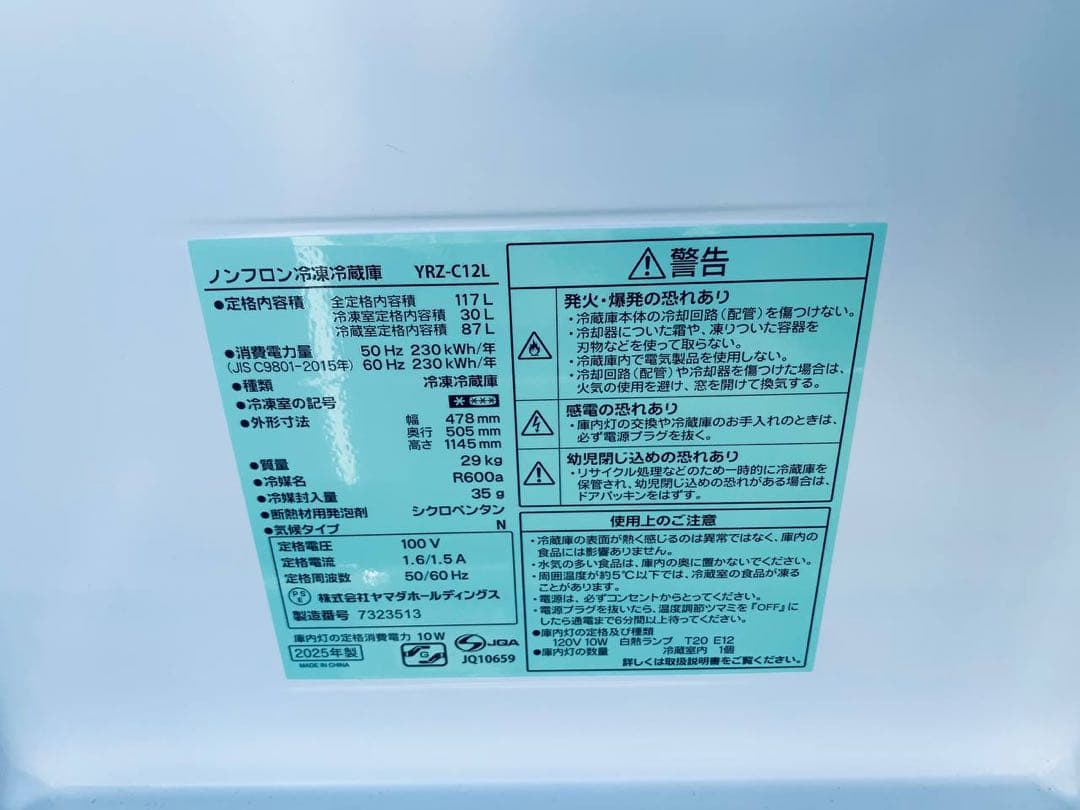 ノンフロン冷凍冷蔵庫 YRZ-C12L
●定格内容積 全定格内容積 117 L
冷凍室定格内容積 30 L
冷蔵室定格内容積 87 L
●消費電力量 50 Hz 230 kWh/年
(JIS C9801-2015年) 60 Hz 230 kWh/年
●種類 冷凍冷蔵庫
●冷凍室の記号
●外形寸法 幅 478 mm
奥行 505 mm
高さ 1145 mm
●質量 29 kg
●冷媒名 R600a
●冷媒封入量 35 g
●断熱材用発泡剤 シクロペンタン
●気候タイプ N
定格電圧 100 V
定格電流 1.6/1.5 A
定格周波数 50/60 Hz
PSE 株式会社ヤマダホールディングス
製造番号 7323513
庫内灯の定格消費電力 10W
2025年製
MADE IN CHINA
G
JQA
JQ10659
警告
発火・爆発の恐れあり
・冷蔵庫本体の冷却回路(配管)を傷つけない。
・冷却器についた霜や、凍りついた容器を
刃物などを使って取らない。
・冷蔵庫内で電気製品を使用しない。
・冷却回路(配管)や冷却器を傷つけた場合は、
火気の使用を避け、窓を開けて換気する。
感電の恐れあり
・庫内灯の交換や冷蔵庫のお手入れのときは、
必ず電源プラグを抜く。
幼児閉じ込めの恐れあり
・リサイクル処理などのため一時的に冷蔵庫を
保管され、幼児閉じ込めの恐れがある場合は、
ドアパッキンをはずす。
使用上のご注意
・冷蔵庫の表面が熱く感じるのは異常ではなく、庫内の
食品には影響ありません。
・水気の多い食品は、庫内の奥に置かないでください。
・周囲温度が約5℃以下では、冷蔵室の食品が凍る
ことがあります。
・電源は、必ずコンセントからとってください。
・電源プラグを抜いたら、温度調節ツマミを「OFF」に
したら通電まで6分間以上待ってください。
●庫内灯の定格及び種類
120V 10W 白熱ランプ T20 E12
●庫内灯の数量 冷蔵室内 1個
詳しくは取扱説明書をご覧ください。